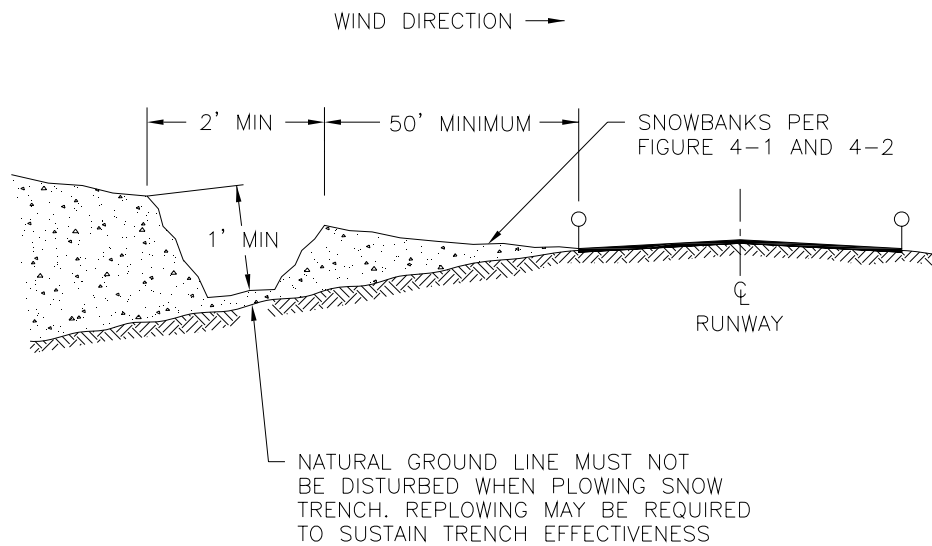 WIND DIRECTION
2' MIN
50' MINIMUM
SNOWBANKS PER
FIGURE 4-1 AND 4-2
1' MIN
℄
RUNWAY
NATURAL GROUND LINE MUST NOT
BE DISTURBED WHEN PLOWING SNOW
TRENCH. REPLOWING MAY BE REQUIRED
TO SUSTAIN TRENCH EFFECTIVENESS